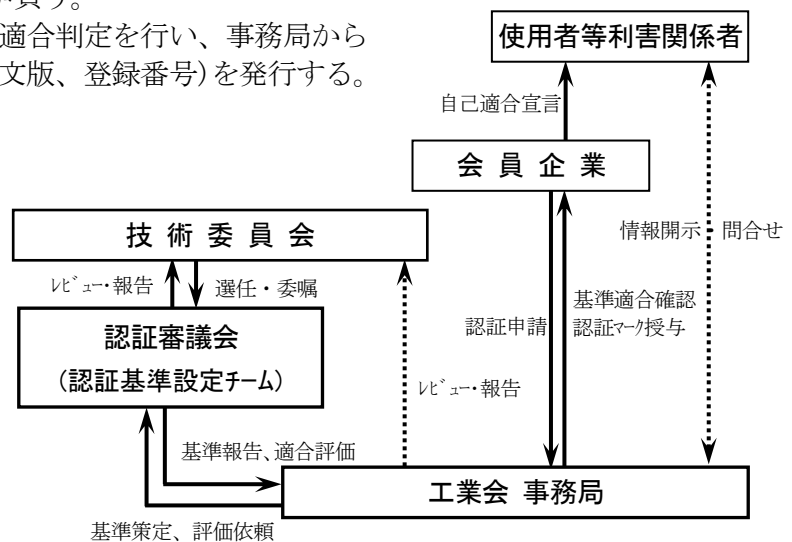 負う。
適合判定を行い、事務局から
文版、登録番号)を発行する。
使用者等利害関係者
自己適合宣言
会 員 企 業
情報開示・問合せ
技 術 委 員 会
ﾚﾋﾞｭｰ・報告
選任・委嘱
基準適合確認
認証申請
認証ﾏｰｸ授与
認証審議会
(認証基準設定ﾁｰﾑ)
ﾚﾋﾞｭｰ・報告
基準報告、適合評価
工業会 事務局
基準策定、評価依頼